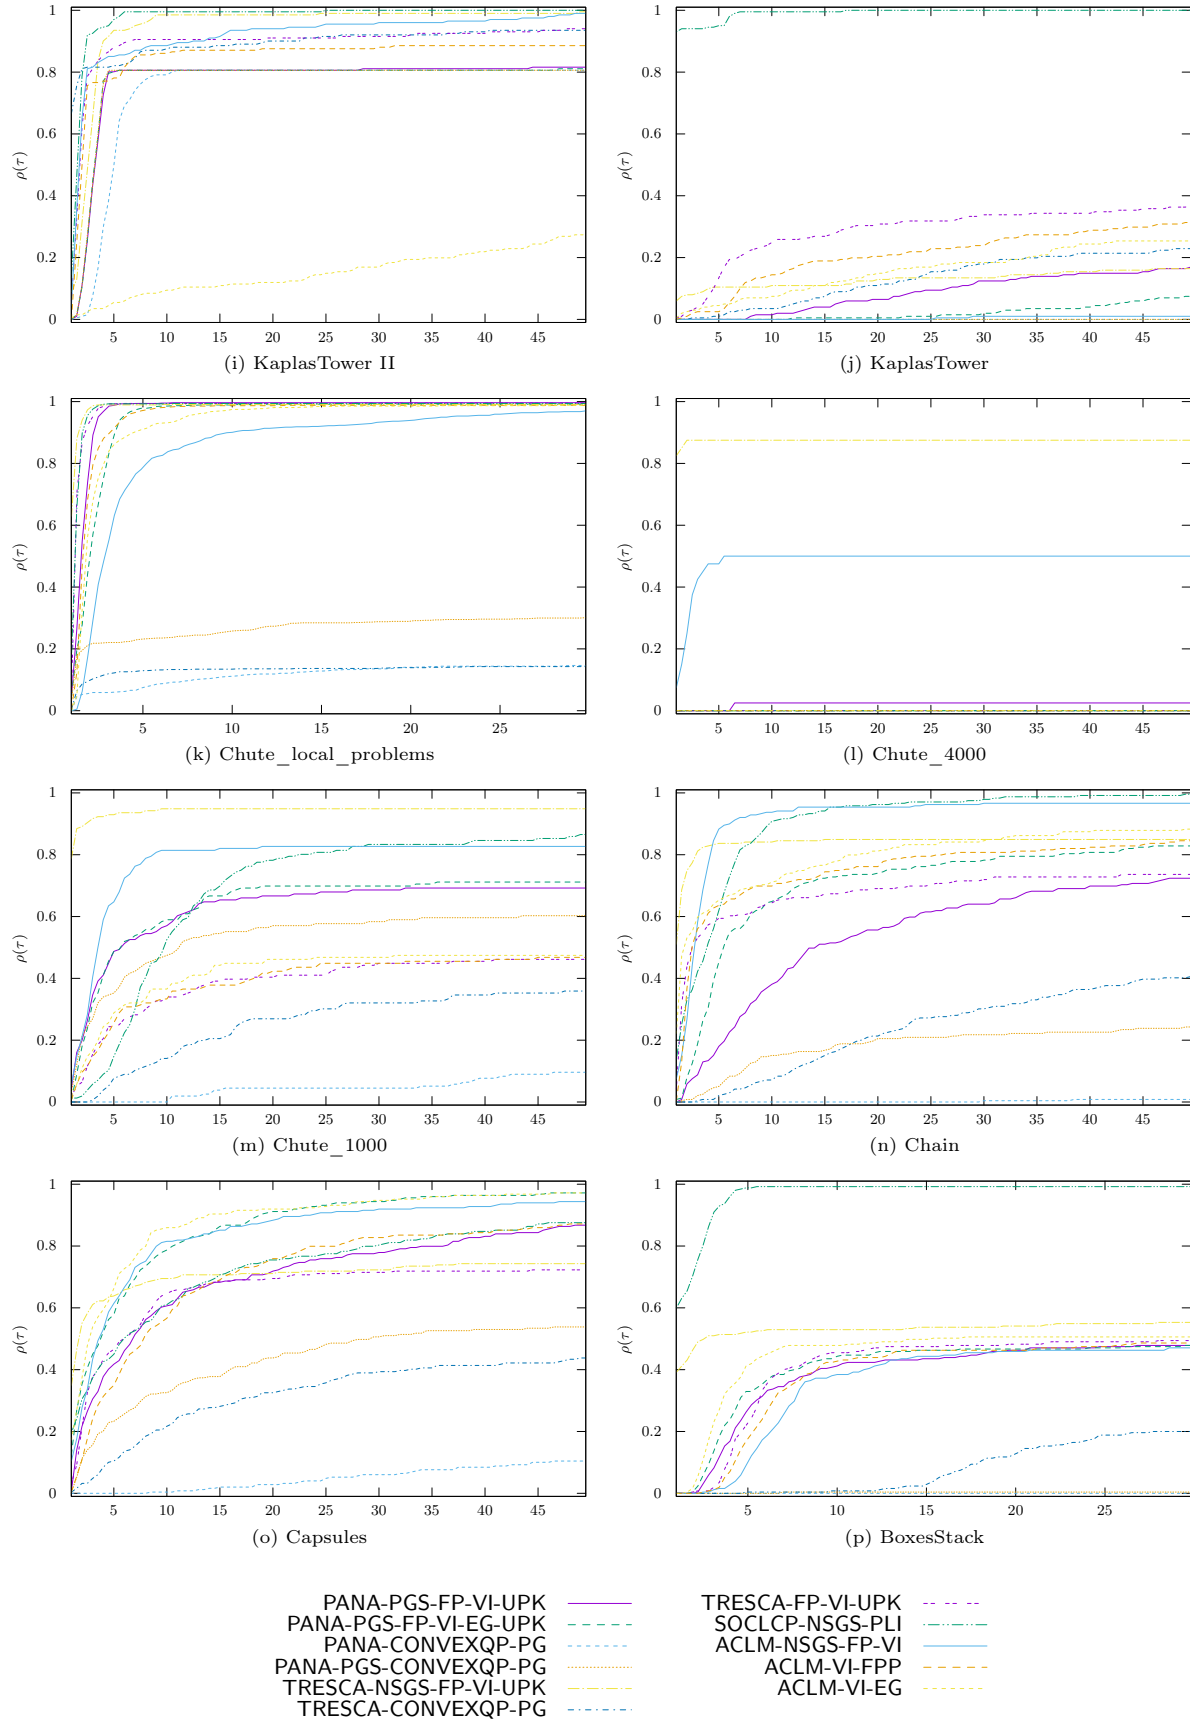 1
0.8
0.6
0.4
0.2
0
ρ(τ)
5 10 15 20 25 30 35 40 45
(i) KaplasTower II
1
0.8
0.6
0.4
0.2
0
ρ(τ)
5 10 15 20 25 30 35 40 45
(j) KaplasTower
1
0.8
0.6
0.4
0.2
0
ρ(τ)
5 10 15 20 25
(k) Chute_local_problems
1
0.8
0.6
0.4
0.2
0
ρ(τ)
5 10 15 20 25 30 35 40 45
(l) Chute_4000
1
0.8
0.6
0.4
0.2
0
ρ(τ)
5 10 15 20 25 30 35 40 45
(m) Chute_1000
1
0.8
0.6
0.4
0.2
0
ρ(τ)
5 10 15 20 25 30 35 40 45
(n) Chain
1
0.8
0.6
0.4
0.2
0
ρ(τ)
5 10 15 20 25 30 35 40 45
(o) Capsules
1
0.8
0.6
0.4
0.2
0
ρ(τ)
5 10 15 20 25
(p) BoxesStack
PANA-PGS-FP-VI-UPK
PANA-PGS-FP-VI-EG-UPK
PANA-CONVEXQP-PG
PANA-PGS-CONVEXQP-PG
TRESCA-NSGS-FP-VI-UPK
TRESCA-CONVEXQP-PG
TRESCA-FP-VI-UPK
SOCLCP-NSGS-PLI
ACLM-NSGS-FP-VI
ACLM-VI-FPP
ACLM-VI-EG